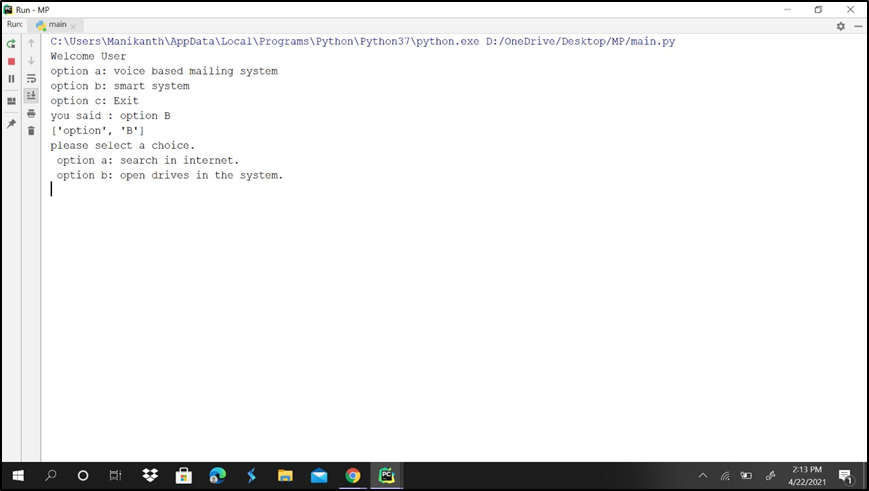 Run - MP
Run: main
C:\Users\Manikanth\AppData\Local\Programs\Python\Python37\python.exe D:/OneDrive/Desktop/MP/main.py
Welcome User
option a: voice based mailing system
option b: smart system
option c: Exit
you said : option B
['option', 'B']
please select a choice.
option a: search in internet.
option b: open drives in the system.
PC
2:13 PM
4/22/2021
1